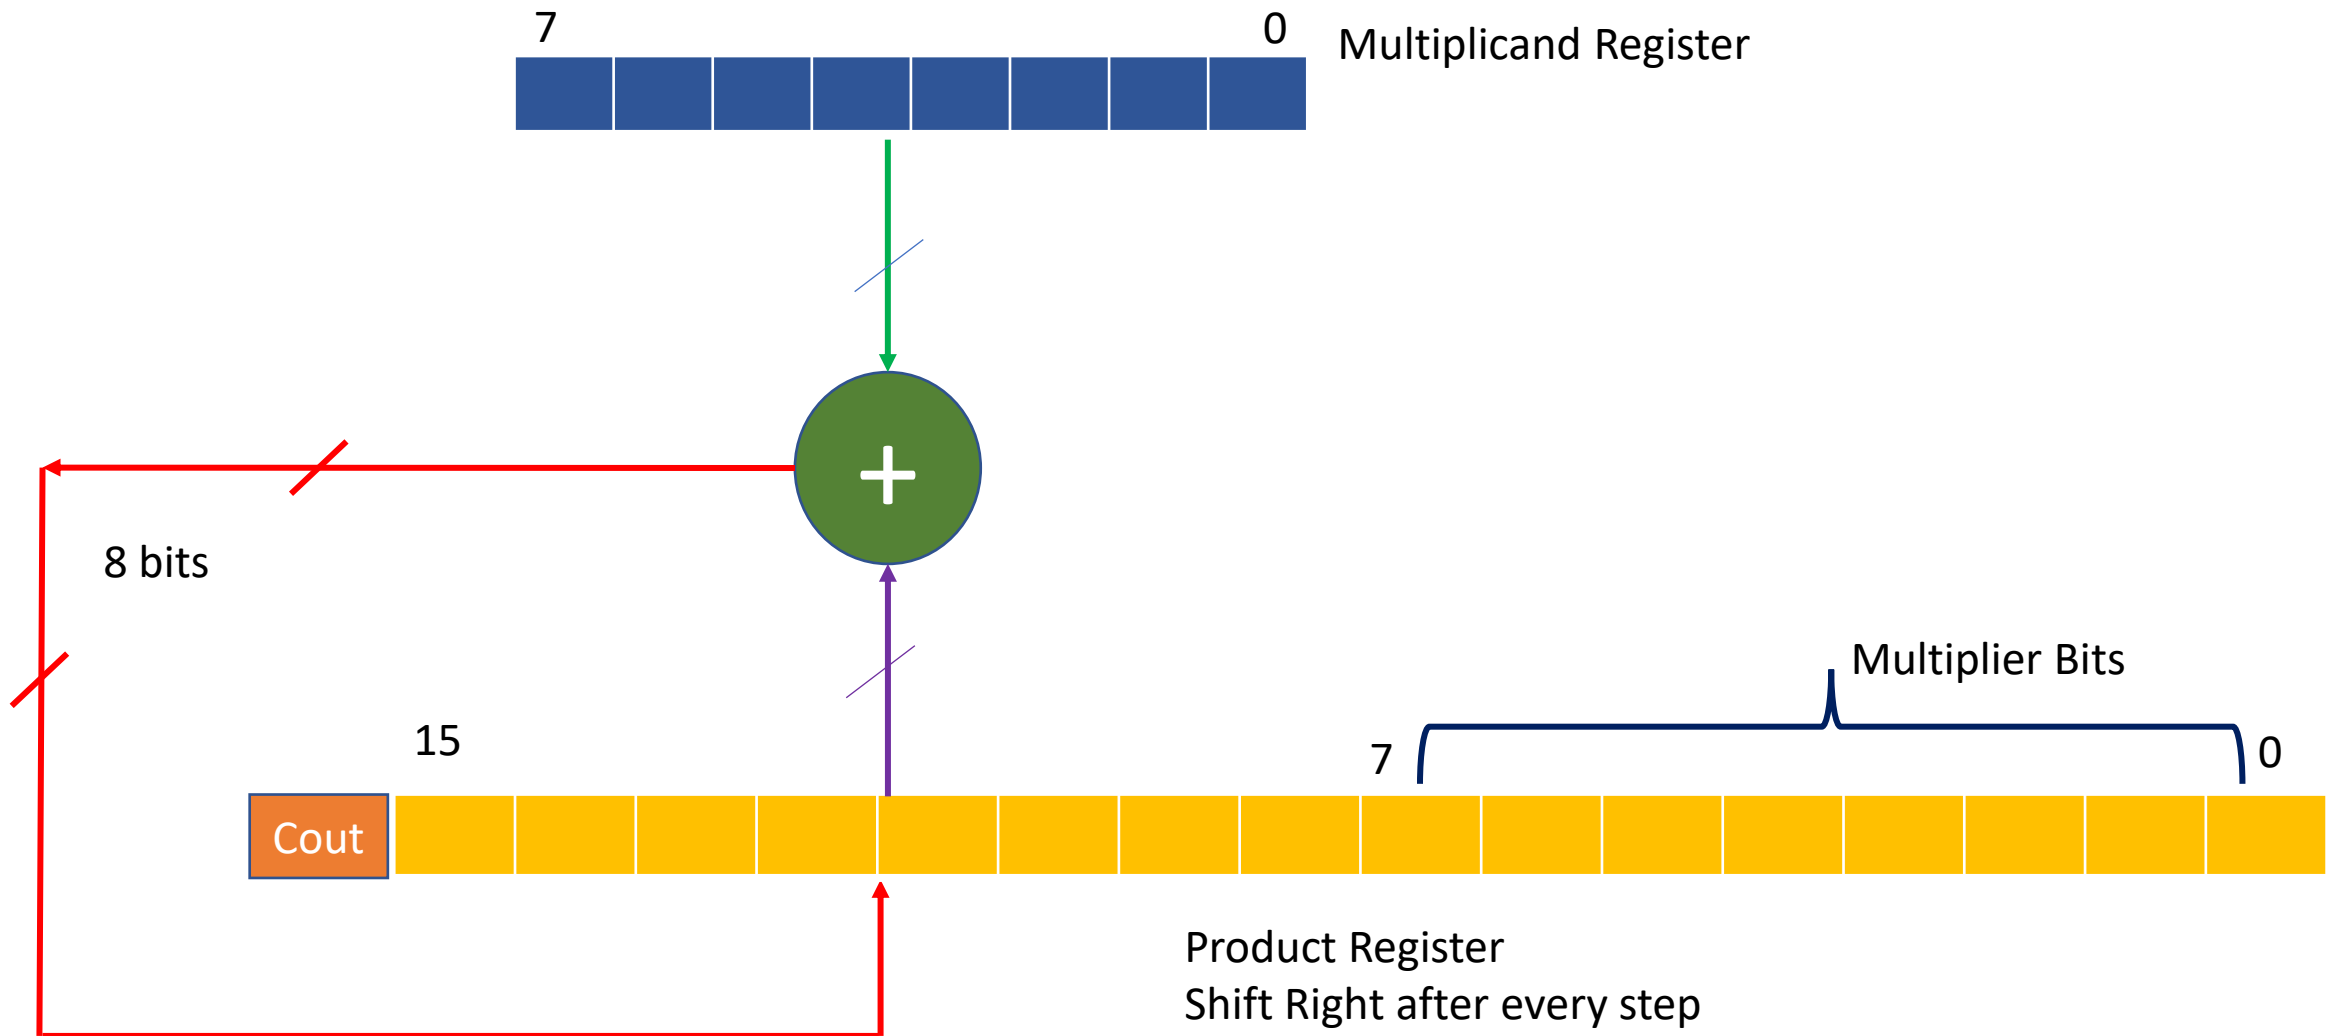 7
0
Multiplicand Register
+
8 bits
Multiplier Bits
15
7
0
Cout
Product Register
Shift Right after every step